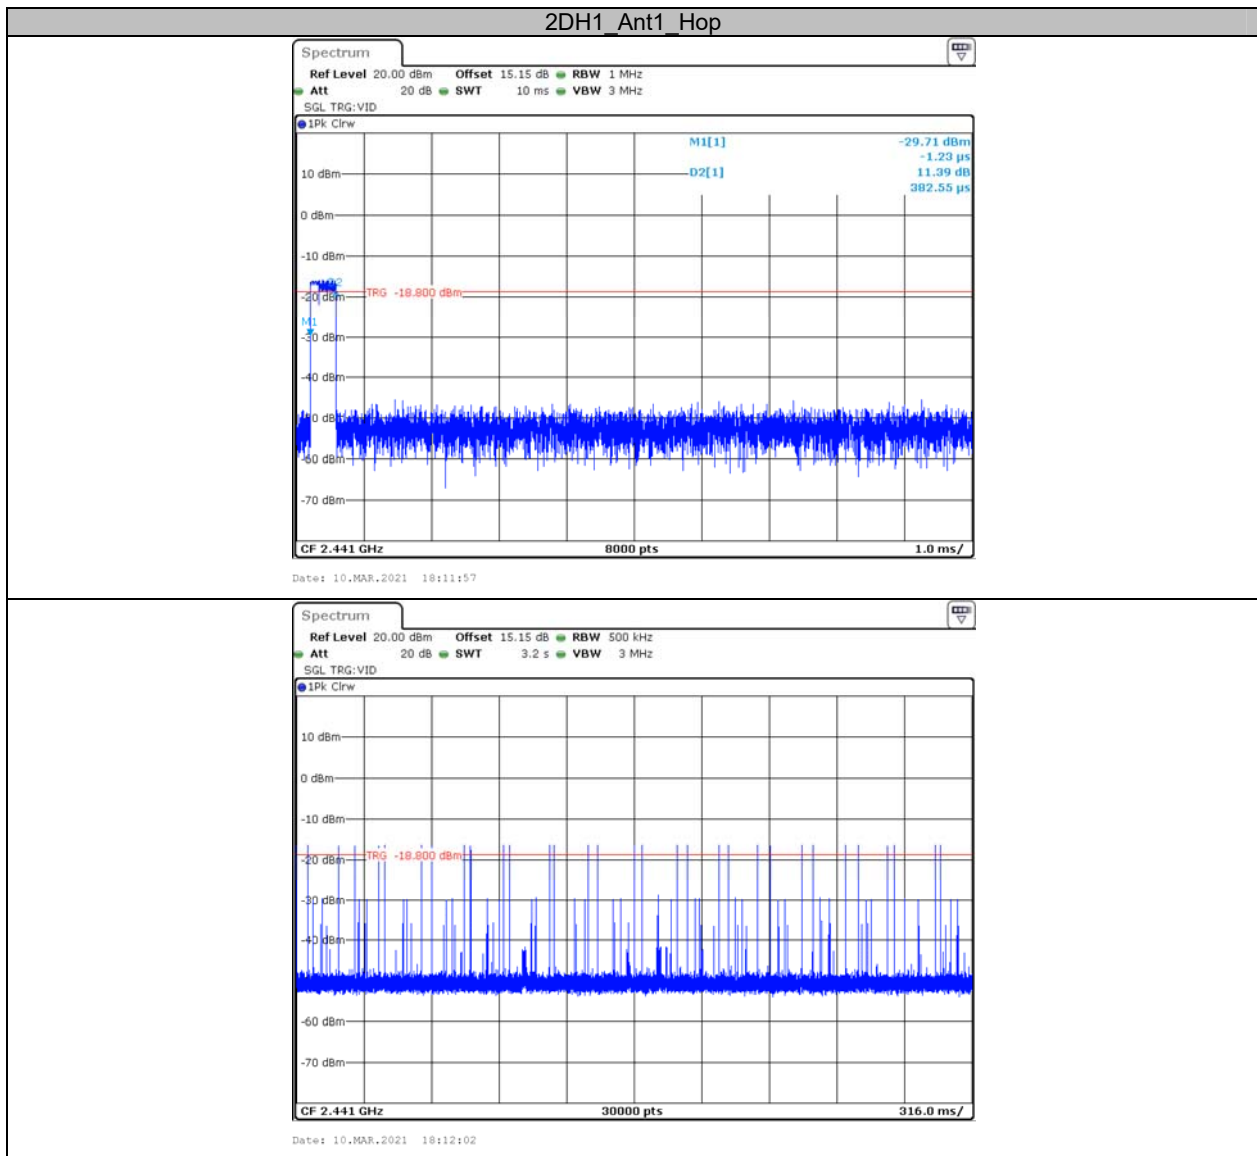 2DH1_Ant1_Hop
Spectrum
Ref Level 20.00 dBm Offset 15.15 dB RBW 1 MHz
Att 20 dB SWT 10 ms VBW 3 MHz
SGL TRG:VID
1Pk Clrw
M1[1] -29.71 dBm
-1.23 µs
10 dBm D2[1] 11.39 dB
382.55 µs
0 dBm
-10 dBm
D2
-20 dBm TRG -18.800 dBm
M1
-30 dBm
-40 dBm
-60 dBm
-70 dBm
CF 2.441 GHz 8000 pts 1.0 ms/
Date: 10.MAR.2021 18:11:57
Spectrum
Ref Level 20.00 dBm Offset 15.15 dB RBW 500 kHz
Att 20 dB SWT 3.2 s VBW 3 MHz
SGL TRG:VID
1Pk Clrw
10 dBm
0 dBm
-10 dBm
-20 dBm TRG -18.800 dBm
-30 dBm
-40 dBm
-60 dBm
-70 dBm
CF 2.441 GHz 30000 pts 316.0 ms/
Date: 10.MAR.2021 18:12:02